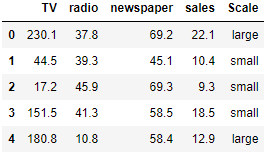 TV radio newspaper sales Scale
0 230.1 37.8 69.2 22.1 large
1 44.5 39.3 45.1 10.4 small
2 17.2 45.9 69.3 9.3 small
3 151.5 41.3 58.5 18.5 small
4 180.8 10.8 58.4 12.9 large